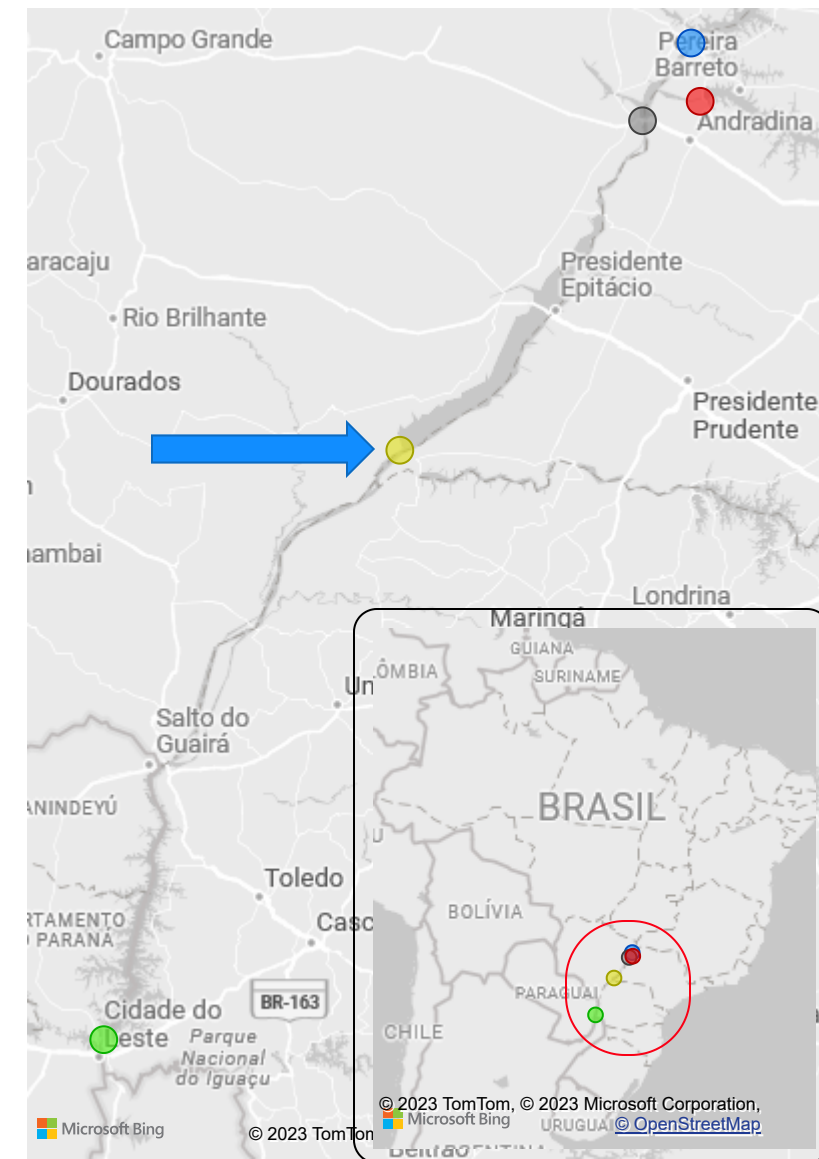 Campo Grande
Pereira
Barreto
Andradina
aracaju
Presidente
Epitácio
Rio Brilhante
Dourados
Presidente
Prudente
ambai
Londrina
Maringá
Salto do
Guairá
ANINDEYÚ
Toledo
RTAMENTO
PARANÁ
Casc
BR-163
Cidade do
Leste
Parque
Nacional
do Iguaçu
Microsoft Bing
© 2023 TomTom
GUIANA
ÔMBIA
SURINAME
BRASIL
BOLÍVIA
PARAGUAI
CHILE
© 2023 TomTom, © 2023 Microsoft Corporation,
Microsoft Bing
URUGUAI
© OpenStreetMap
Beltrão